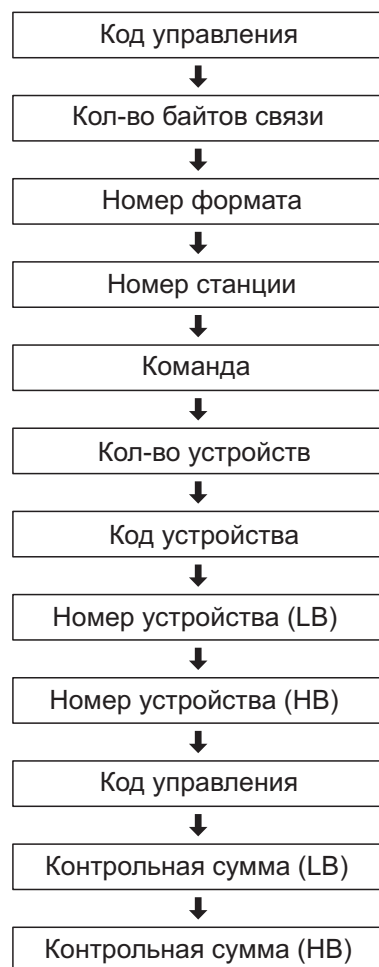 Код управления
Кол-во байтов связи
Номер формата
Номер станции
Команда
Кол-во устройств
Код устройства
Номер устройства (LB)
Номер устройства (HB)
Код управления
Контрольная сумма (LB)
Контрольная сумма (HB)